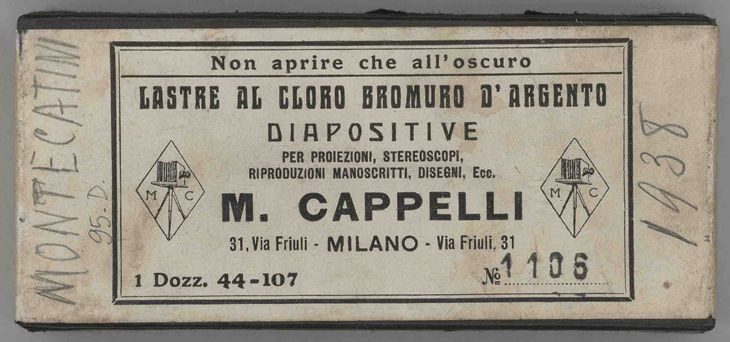 MONTECATINI
95.D.
Non aprire che all'oscuro
LASTRE AL CLORO BROMURO D'ARGENTO
DIAPOSITIVE
PER PROIEZIONI, STEREOSCOPI,
RIPRODUZIONI MANOSCRITTI, DISEGNI, Ecc.
M C
M C
M. CAPPELLI
31, Via Friuli - MILANO - Via Friuli, 31
1 Dozz. 44-107
№ 1106
1938